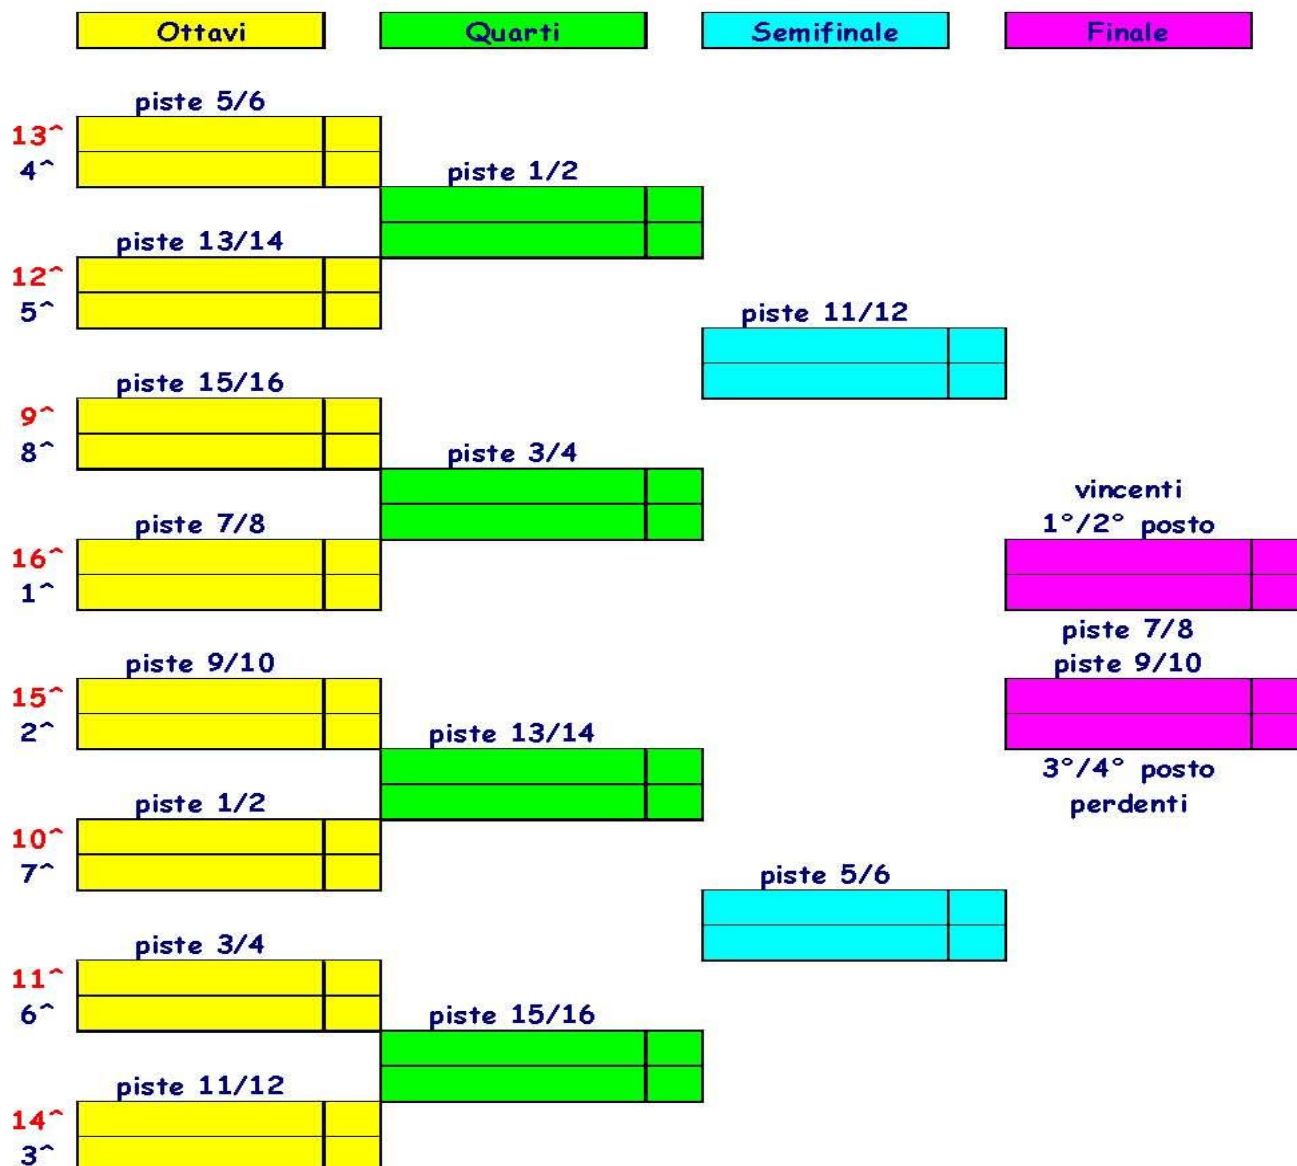 Ottavi Quarti Semifinale Finale
piste 5/6
13^
4^
piste 1/2
piste 13/14
12^
5^
piste 11/12
piste 15/16
9^
8^
piste 3/4
vincenti
piste 7/8
1°/2° posto
16^
1^
piste 7/8
piste 9/10
piste 9/10
15^
2^
piste 13/14
3°/4° posto
piste 1/2
perdenti
10^
7^
piste 5/6
piste 3/4
11^
6^
piste 15/16
piste 11/12
14^
3^